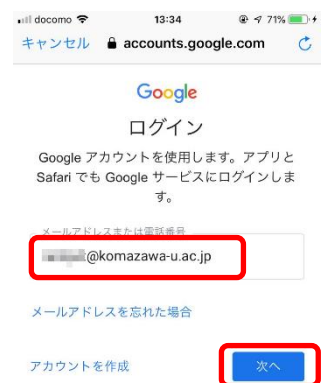 docomo 13:34 71%
キャンセル accounts.google.com
Google
ログイン
Google アカウントを使用します。アプリと
Safari でも Google サービスにログインしま
す。
メールアドレスまたは電話番号
@komazawa-u.ac.jp
メールアドレスを忘れた場合
アカウントを作成 次へ